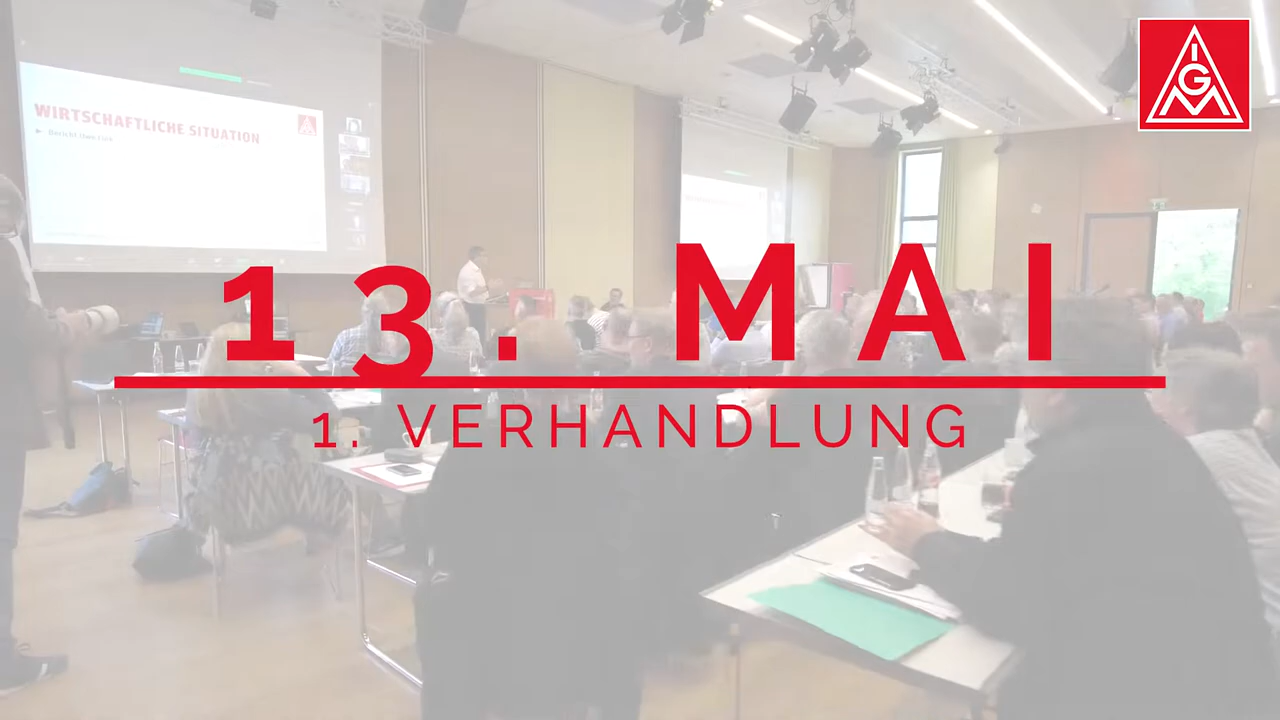 WIRTSCHAFTLICHE SITUATION
IGM
13. MAI
1. VERHANDLUNG